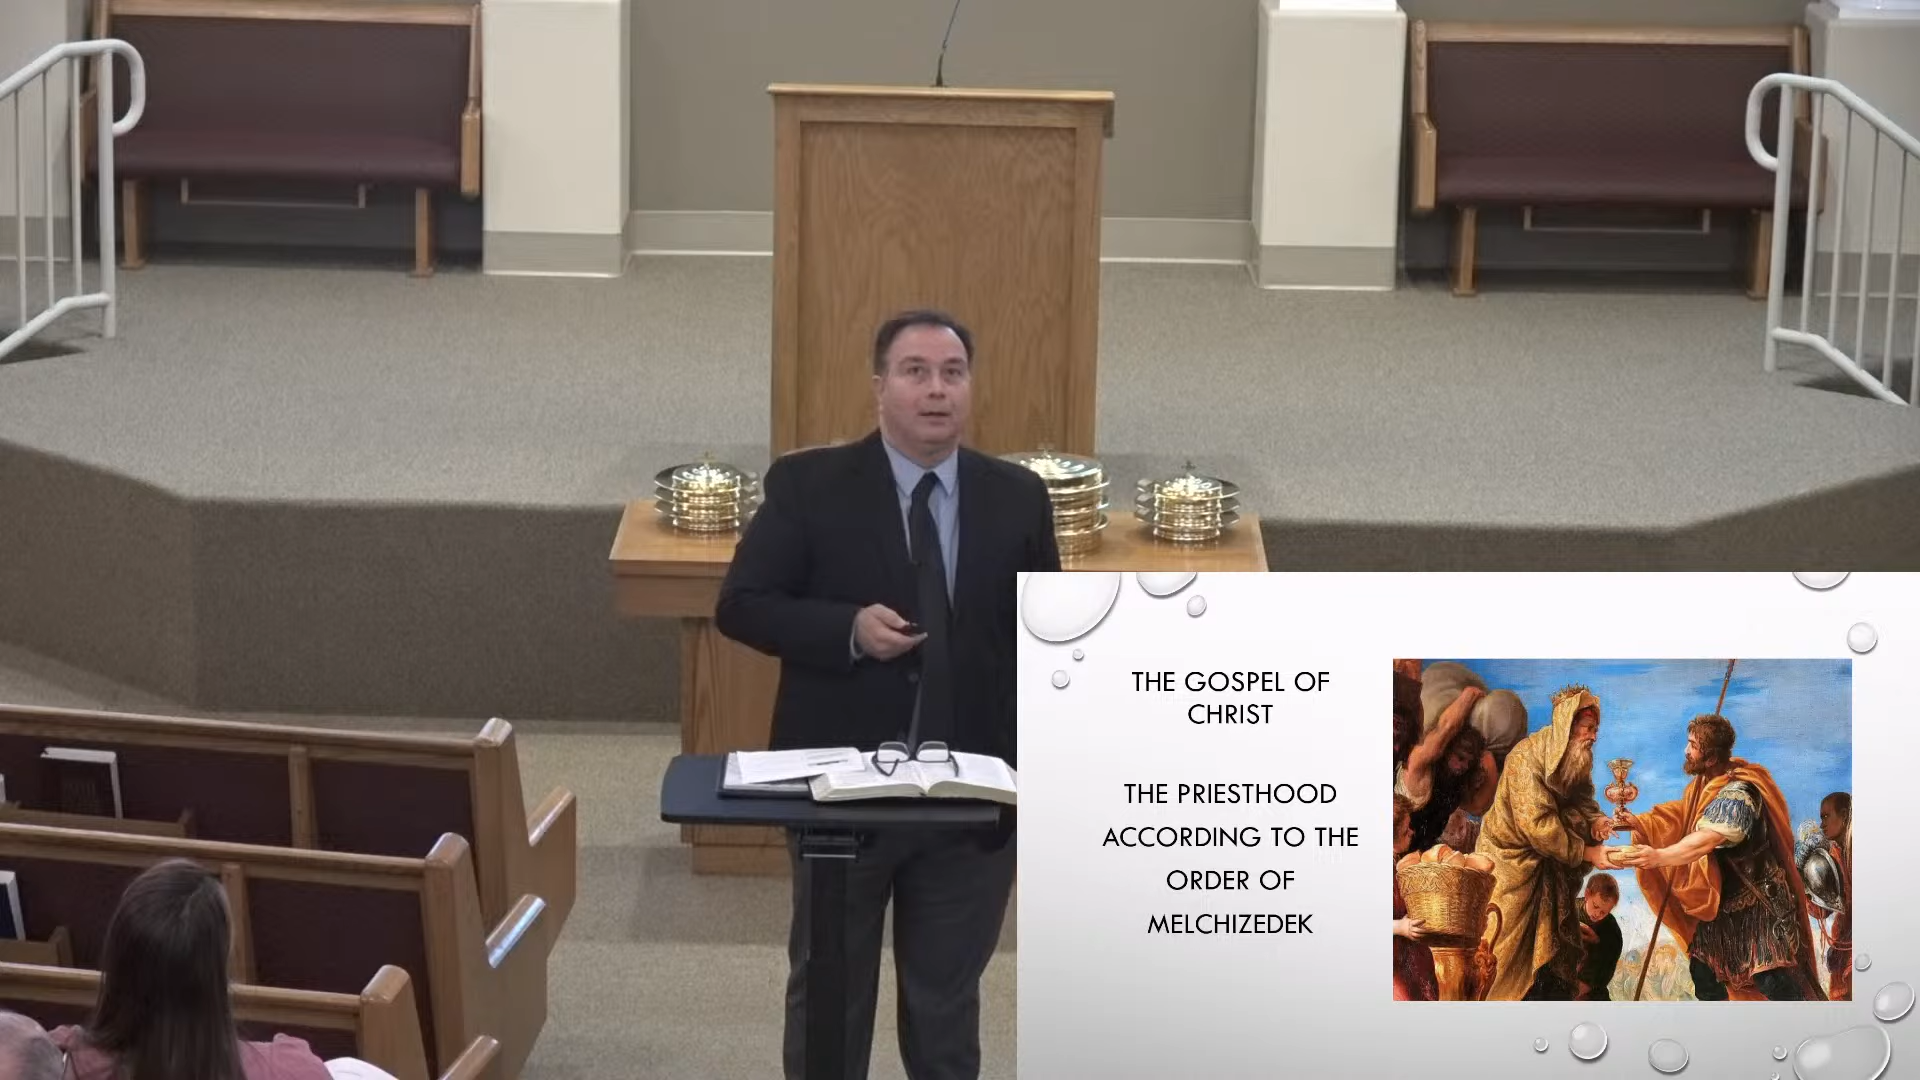 THE GOSPEL OF
CHRIST
THE PRIESTHOOD
ACCORDING TO THE
ORDER OF
MELCHIZEDEK